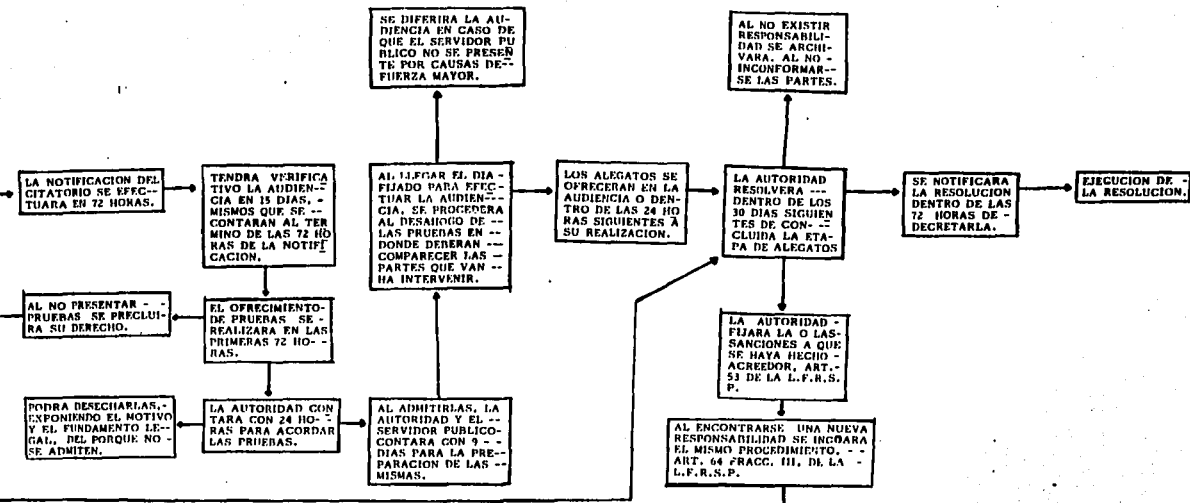 SE DIFERIRA LA AU-
DIENCIA EN CASO DE
QUE EL SERVIDOR PU
BLICO NO SE PRESEN
TE POR CAUSAS DE--
FUERZA MAYOR.
AL NO EXISTIR
RESPONSABILI-
DAD SE ARCHI-
VARA. AL NO -
INCONFORMAR--
SE LAS PARTES.
LA NOTIFICACION DEL
CITATORIO SE EFEC--
TUARA EN 72 HORAS.
TENDRA VERIFICA
TIVO LA AUDIEN--
CIA EN 15 DIAS, -
MISMOS QUE SE --
CONTARAN AL TER
MINO DE LAS 72 HO
RAS DE LA NOTIFI
CACION.
AL LLEGAR EL DIA -
FIJADO PARA EFEC-
TUAR LA AUDIEN---
CIA, SE PROCEDERA
AL DESAHOGO DE --
LAS PRUEBAS EN --
DONDE DEBERAN ---
COMPARECER LAS --
PARTES QUE VAN --
HA INTERVENIR.
LOS ALEGATOS SE
OFRECERAN EN LA
AUDIENCIA O DEN-
TRO DE LAS 24 HO
RAS SIGUIENTES A
SU REALIZACION.
LA AUTORIDAD
RESOLVERA ---
DENTRO DE LOS
30 DIAS SIGUIEN
TES DE CON- --
CLUIDA LA ETA-
PA DE ALEGATOS
SE NOTIFICARA
LA RESOLUCION
DENTRO DE LAS
72 HORAS DE -
DECRETARLA.
EJECUCION DE -
LA RESOLUCION.
AL NO PRESENTAR - -
PRUEBAS SE PRECLUI-
RA SU DERECHO.
EL OFRECIMIENTO-
DE PRUEBAS SE -
REALIZARA EN LAS
PRIMERAS 72 HO- -
RAS.
LA AUTORIDAD -
FIJARA LA O LAS-
SANCIONES A QUE
SE HAYA HECHO -
ACREEDOR, ART.-
53 DE LA L.F.R.S.
P.
PODRA DESECHARLAS,-
EXPONIENDO EL MOTIVO
Y EL FUNDAMENTO LE--
GAL, DEL PORQUE NO -
SE ADMITEN.
LA AUTORIDAD CON
TARA CON 24 HO- -
RAS PARA ACORDAR
LAS PRUEBAS.
AL ADMITIRLAS, LA
AUTORIDAD Y EL --
SERVIDOR PUBLICO-
CONTARA CON 9 - -
DIAS PARA LA PRE-
PARACION DE LAS --
MISMAS.
AL ENCONTRARSE UNA NUEVA
RESPONSABILIDAD SE INCOARA
EL MISMO PROCEDIMIENTO. - -
ART. 64 FRACC. III, DE LA -
L.F.R.S.P.